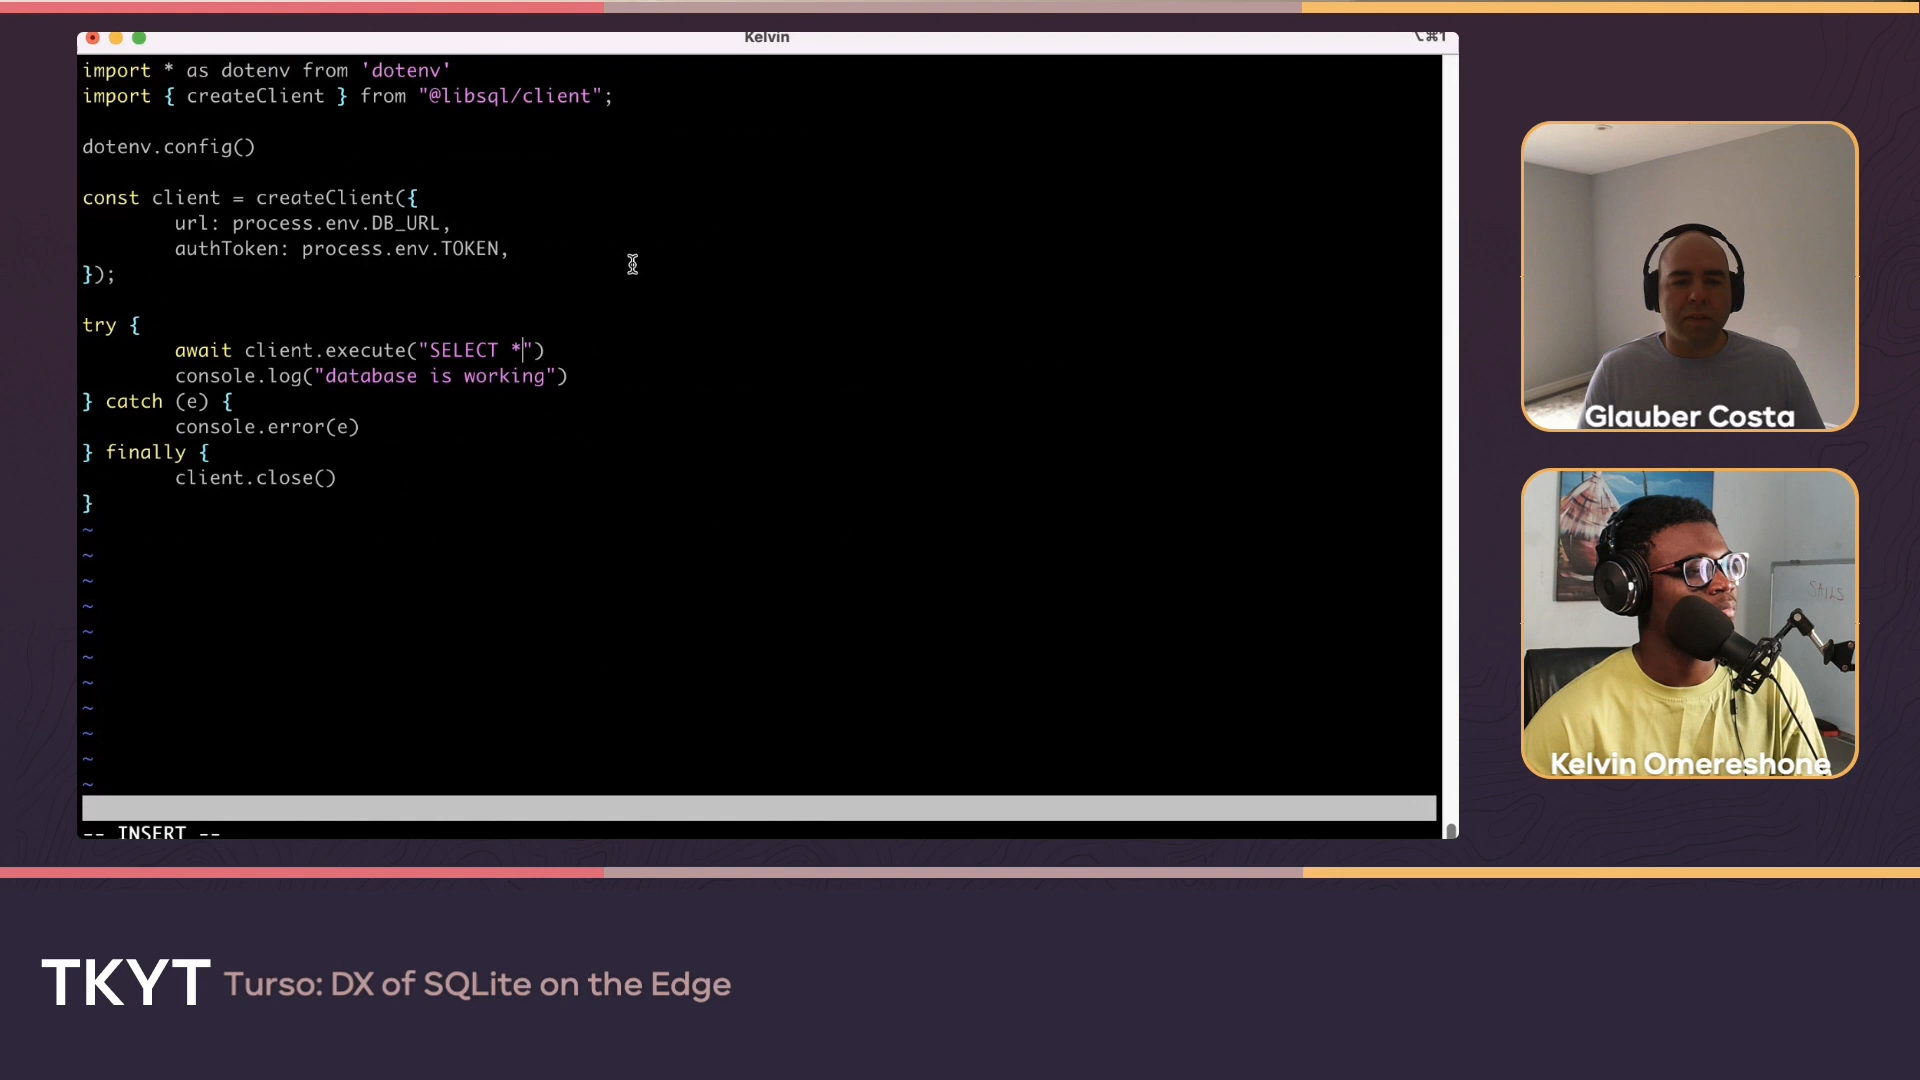 Kelvin
⌥⌘1
import * as dotenv from 'dotenv'
import { createClient } from "@libsql/client";
dotenv.config()
const client = createClient({
url: process.env.DB_URL,
authToken: process.env.TOKEN,
});
try {
await client.execute("SELECT *")
console.log("database is working")
} catch (e) {
console.error(e)
} finally {
client.close()
}
~
~
~
~
~
~
~
~
~
~
~
-- INSERT --
Glauber Costa
SAILS
Kelvin Omereshone
TKYT Turso: DX of SQLite on the Edge